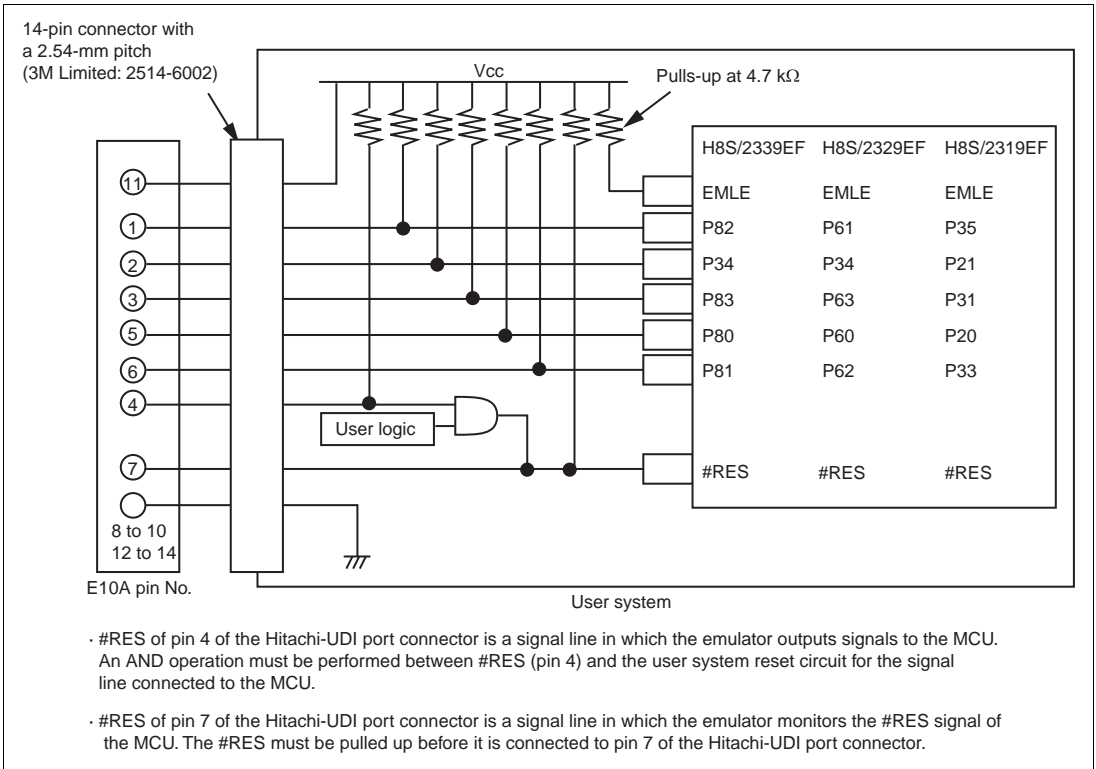 14-pin connector with
a 2.54-mm pitch
(3M Limited: 2514-6002)
Vcc
Pulls-up at 4.7 kΩ
H8S/2339EF H8S/2329EF H8S/2319EF
11 EMLE EMLE EMLE
1 P82 P61 P35
2 P34 P34 P21
3 P83 P63 P31
5 P80 P60 P20
6 P81 P62 P33
4
User logic
7 #RES #RES #RES
8 to 10
12 to 14
E10A pin No.
User system
· #RES of pin 4 of the Hitachi-UDI port connector is a signal line in which the emulator outputs signals to the MCU.
An AND operation must be performed between #RES (pin 4) and the user system reset circuit for the signal
line connected to the MCU.
· #RES of pin 7 of the Hitachi-UDI port connector is a signal line in which the emulator monitors the #RES signal of
the MCU. The #RES must be pulled up before it is connected to pin 7 of the Hitachi-UDI port connector.